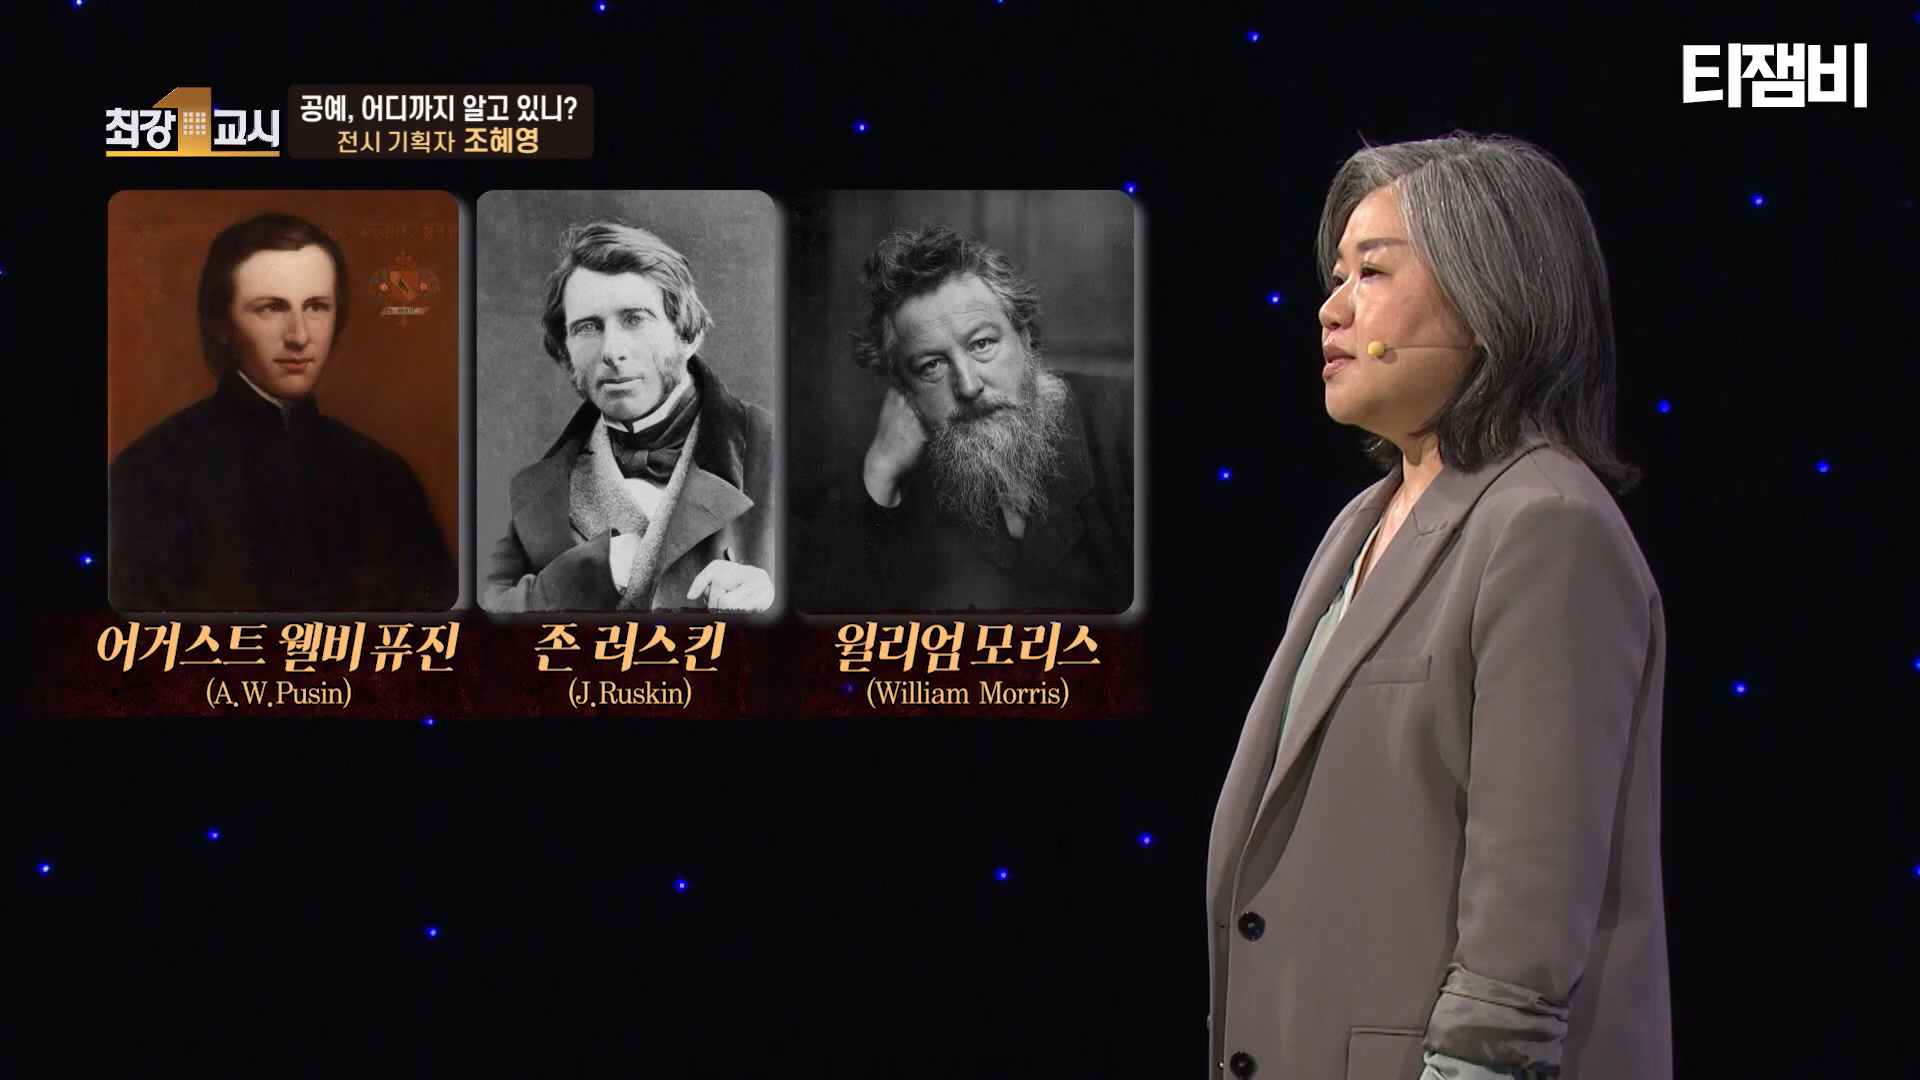 최강1교시
공예, 어디까지 알고 있니?
전시 기획자 조혜영
티잼비
어거스트 웰비 퓨진
(A.W.Pusin)
존 러스킨
(J.Ruskin)
윌리엄 모리스
(William Morris)